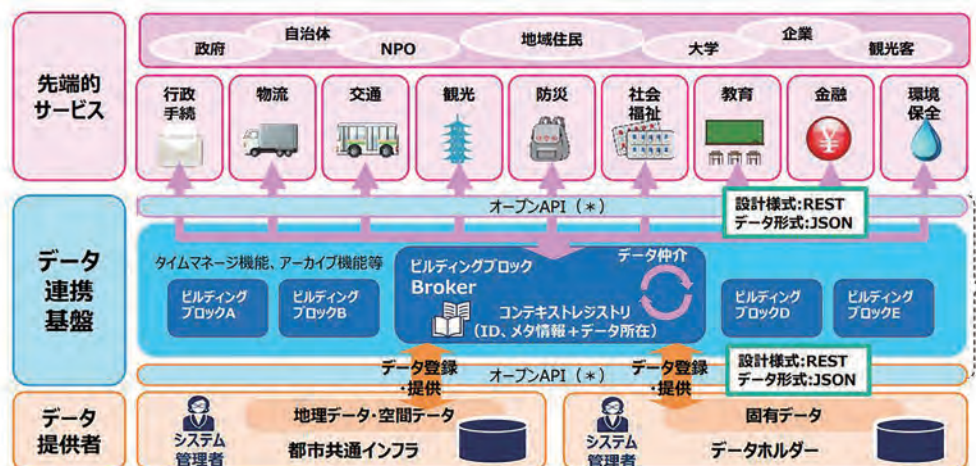 先端的
サービス
政府
自治体
NPO
地域住民
大学
企業
観光客
行政
手続
物流
交通
観光
防災
社会
福祉
教育
金融
環境
保全
オープンAPI（*）
設計様式:REST
データ形式:JSON
データ
連携
基盤
タイムマネージ機能、アーカイブ機能等
ビルディング
ブロックA
ビルディング
ブロックB
ビルディングブロック
Broker
データ仲介
コンテキストレジストリ
(ID、メタ情報+データ所在)
ビルディング
ブロックD
ビルディング
ブロックE
データ登録
・提供
オープンAPI（*）
データ登録
・提供
設計様式:REST
データ形式:JSON
データ
提供者
システム
管理者
地理データ・空間データ
都市共通インフラ
システム
管理者
固有データ
データホルダー